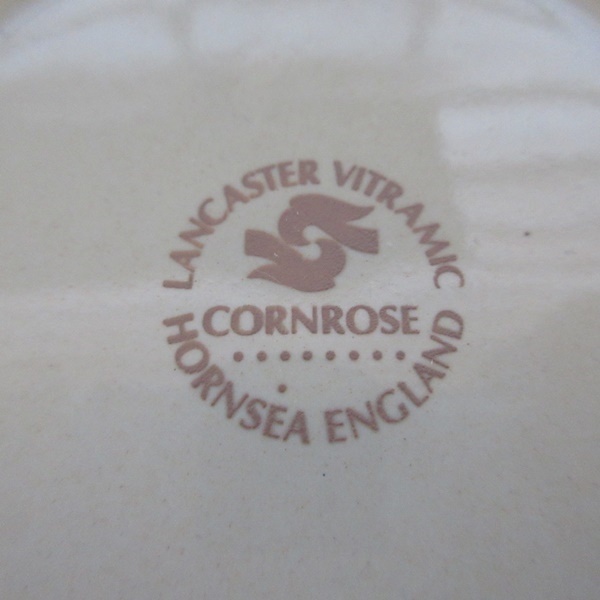 LANCASTER VITRAMIC
CORNROSE
HORNSEA ENGLAND